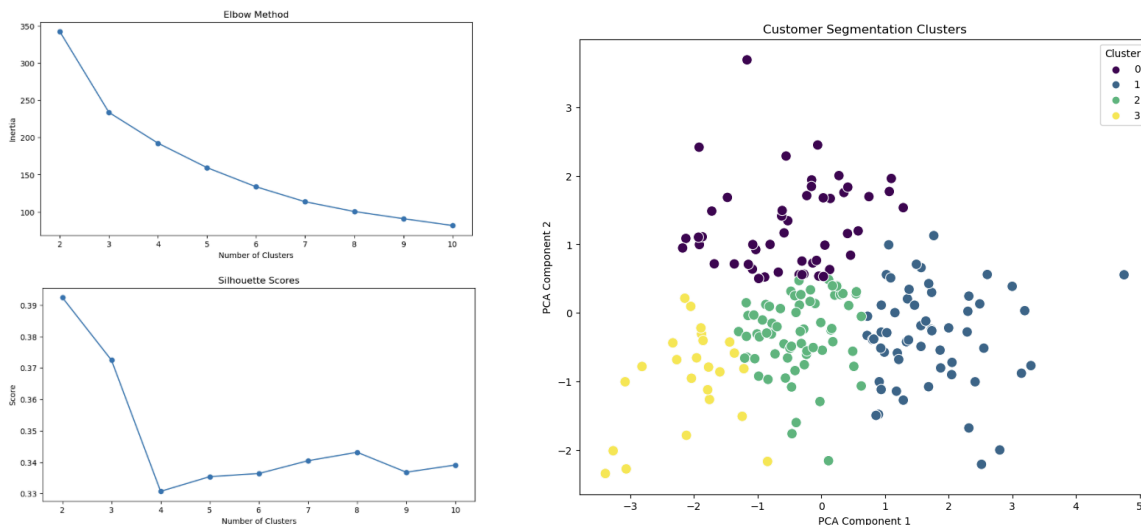 Elbow Method
350
300
250
200
150
100
Inertia
2 3 4 5 6 7 8 9 10
Number of Clusters
Silhouette Scores
0.39
0.38
0.37
0.36
0.35
0.34
0.33
Score
2 3 4 5 6 7 8 9 10
Number of Clusters
Customer Segmentation Clusters
Cluster
0
1
2
3
3
2
1
0
−1
−2
PCA Component 2
−3 −2 −1 0 1 2 3 4 5
PCA Component 1